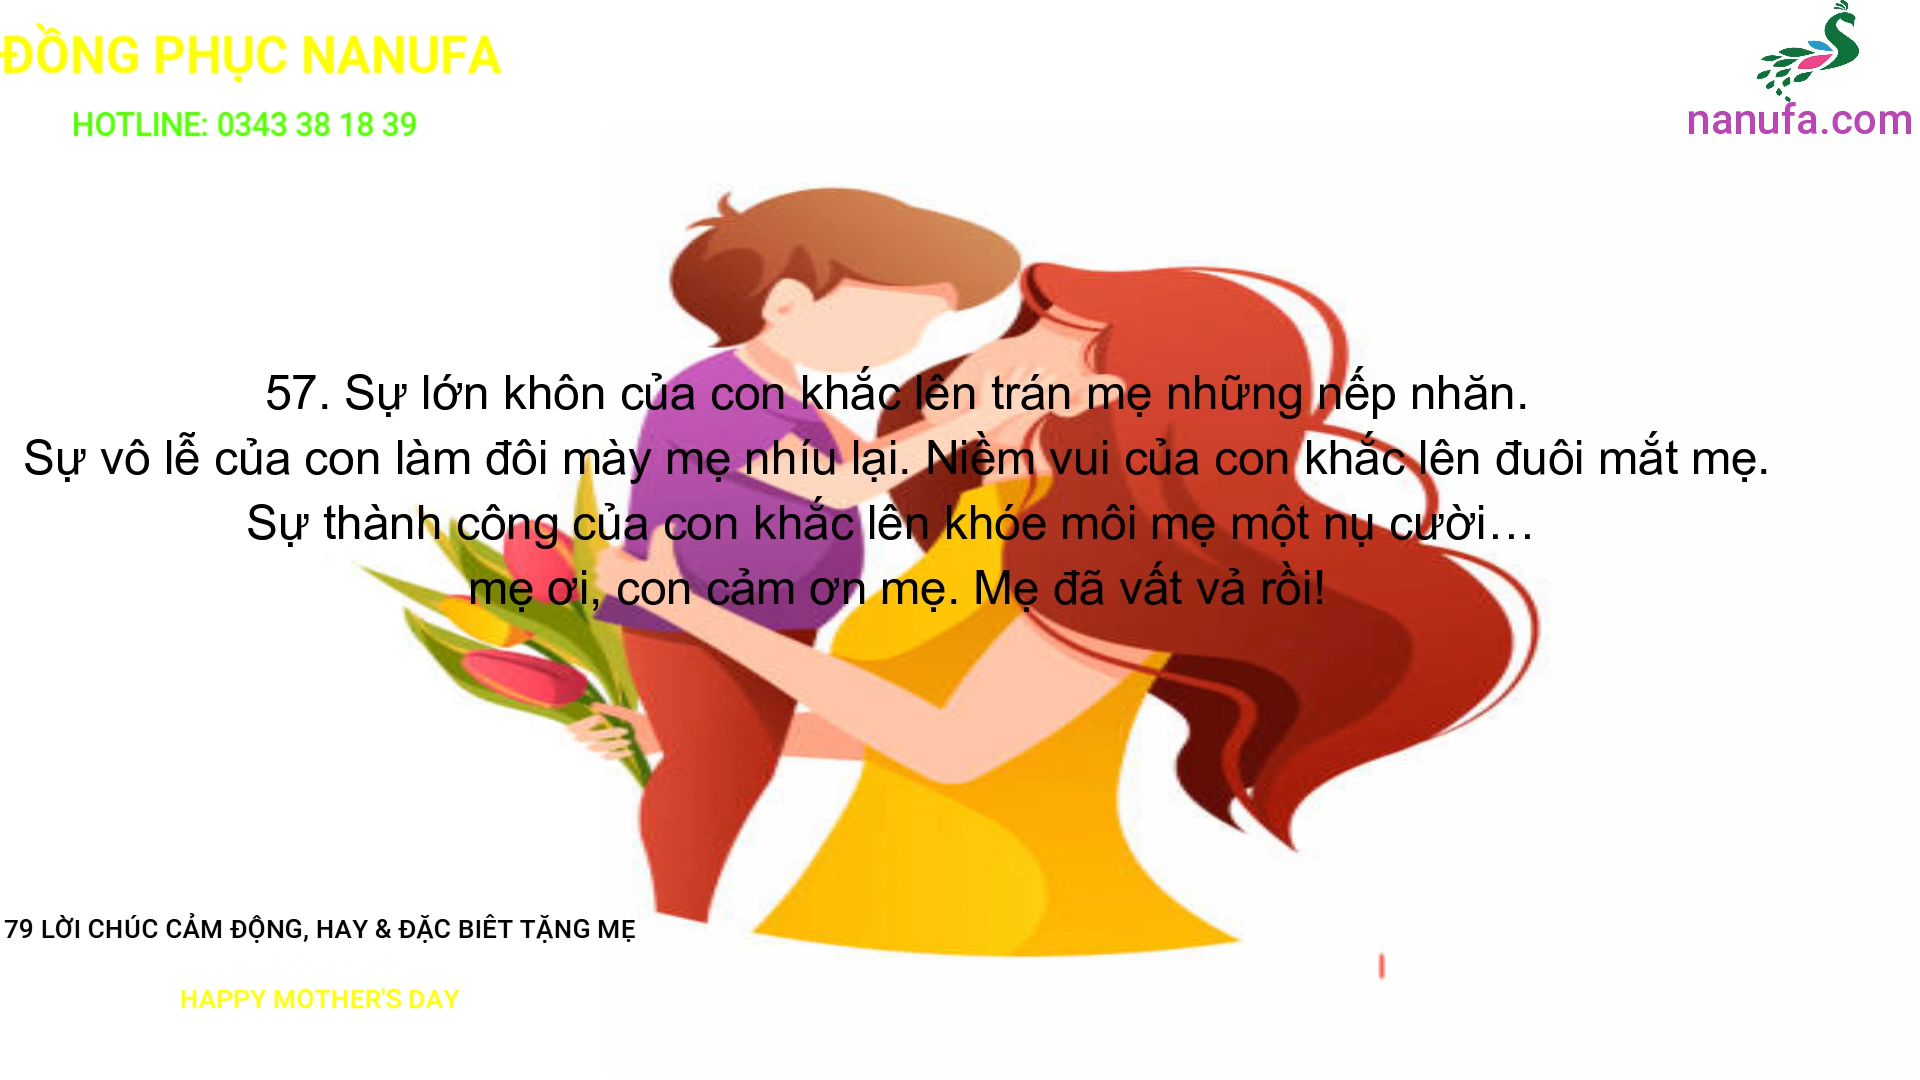 ĐỒNG PHỤC NANUFA
HOTLINE: 0343 38 18 39
nanufa.com
57. Sự lớn khôn của con khắc lên trán mẹ những nếp nhăn.
Sự vô lễ của con làm đôi mày mẹ nhíu lại. Niềm vui của con khắc lên đuôi mắt mẹ.
Sự thành công của con khắc lên khóe môi mẹ một nụ cười…
mẹ ơi, con cảm ơn mẹ. Mẹ đã vất vả rồi!
79 LỜI CHÚC CẢM ĐỘNG, HAY & ĐẶC BIÊT TẶNG MẸ
HAPPY MOTHER'S DAY